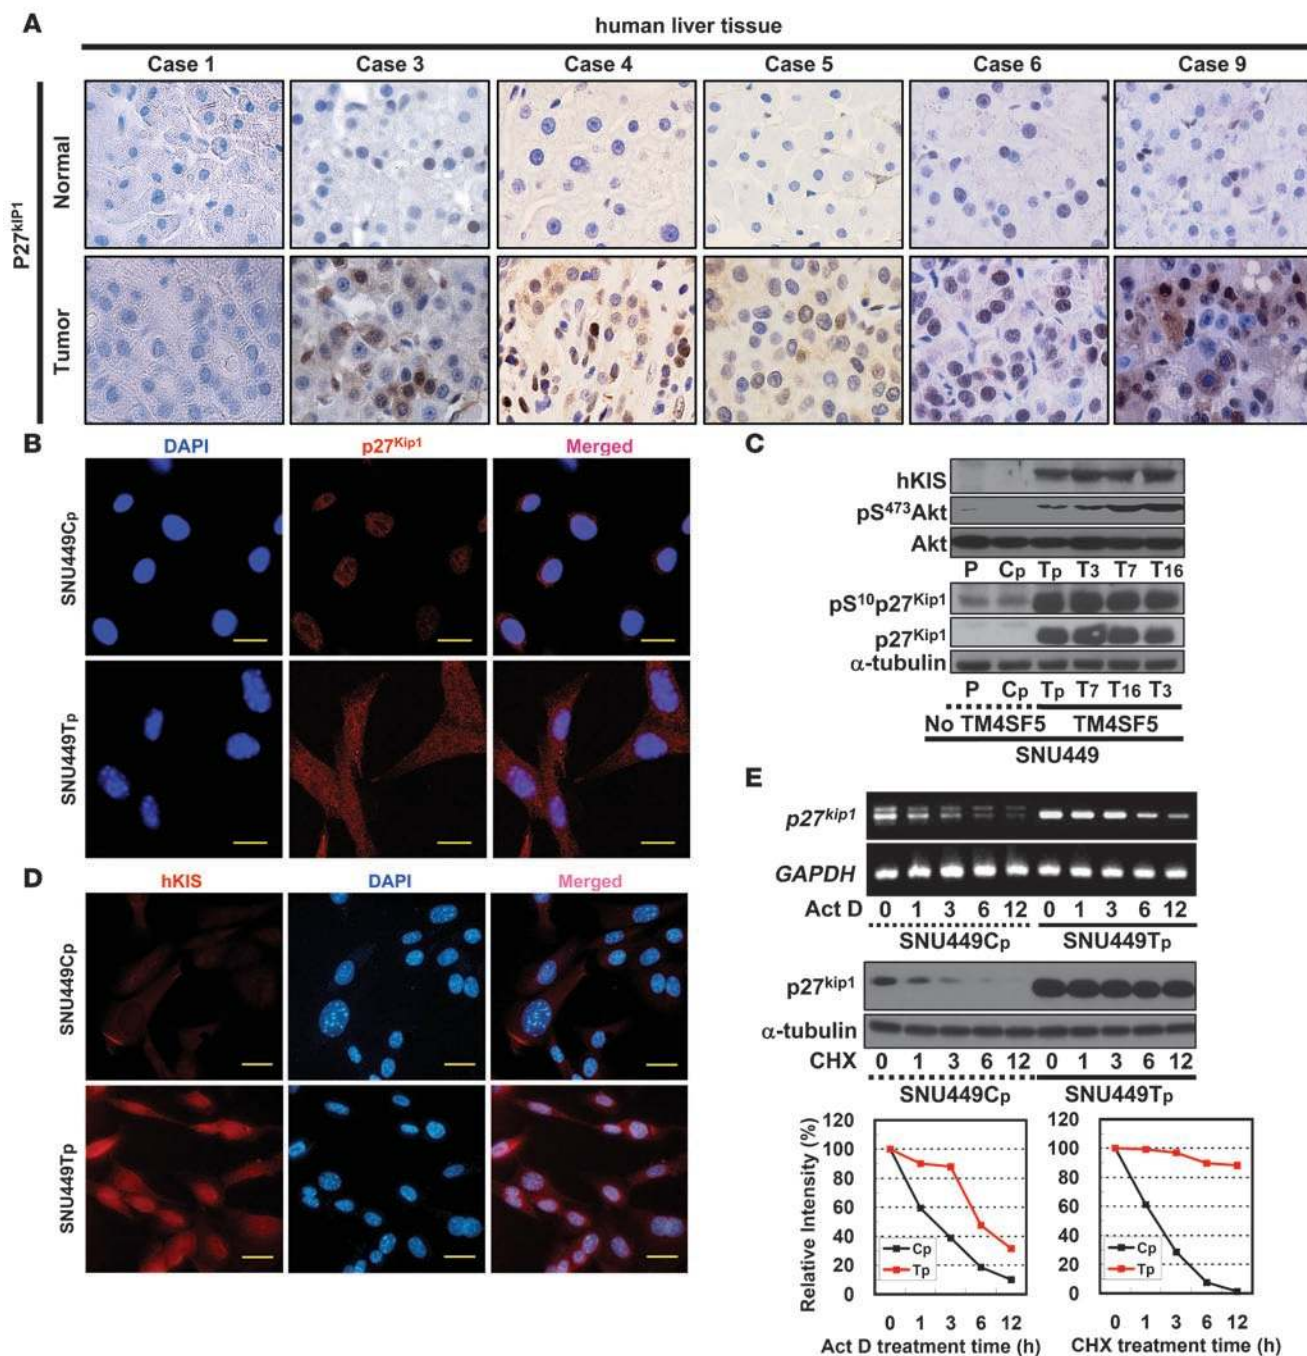 A
human liver tissue
Case 1 Case 3 Case 4 Case 5 Case 6 Case 9
P27kIP1
Normal
Tumor
B
DAPI p27Kip1 Merged
SNU449Cp
SNU449Tp
C
hKIS
pS473Akt
Akt
P Cp Tp T3 T7 T16
pS10p27Kip1
p27Kip1
α-tubulin
P Cp Tp T7 T16 T3
No TM4SF5 TM4SF5
SNU449
D
hKIS DAPI Merged
SNU449Cp
SNU449Tp
E
p27kip1
GAPDH
Act D 0 1 3 6 12 0 1 3 6 12
SNU449Cp SNU449Tp
p27kip1
α-tubulin
CHX 0 1 3 6 12 0 1 3 6 12
SNU449Cp SNU449Tp
Relative Intensity (%)
120
100
80
60
40
20
0
Cp
Tp
0 1 3 6 12
Act D treatment time (h)
120
100
80
60
40
20
0
Cp
Tp
0 1 3 6 12
CHX treatment time (h)